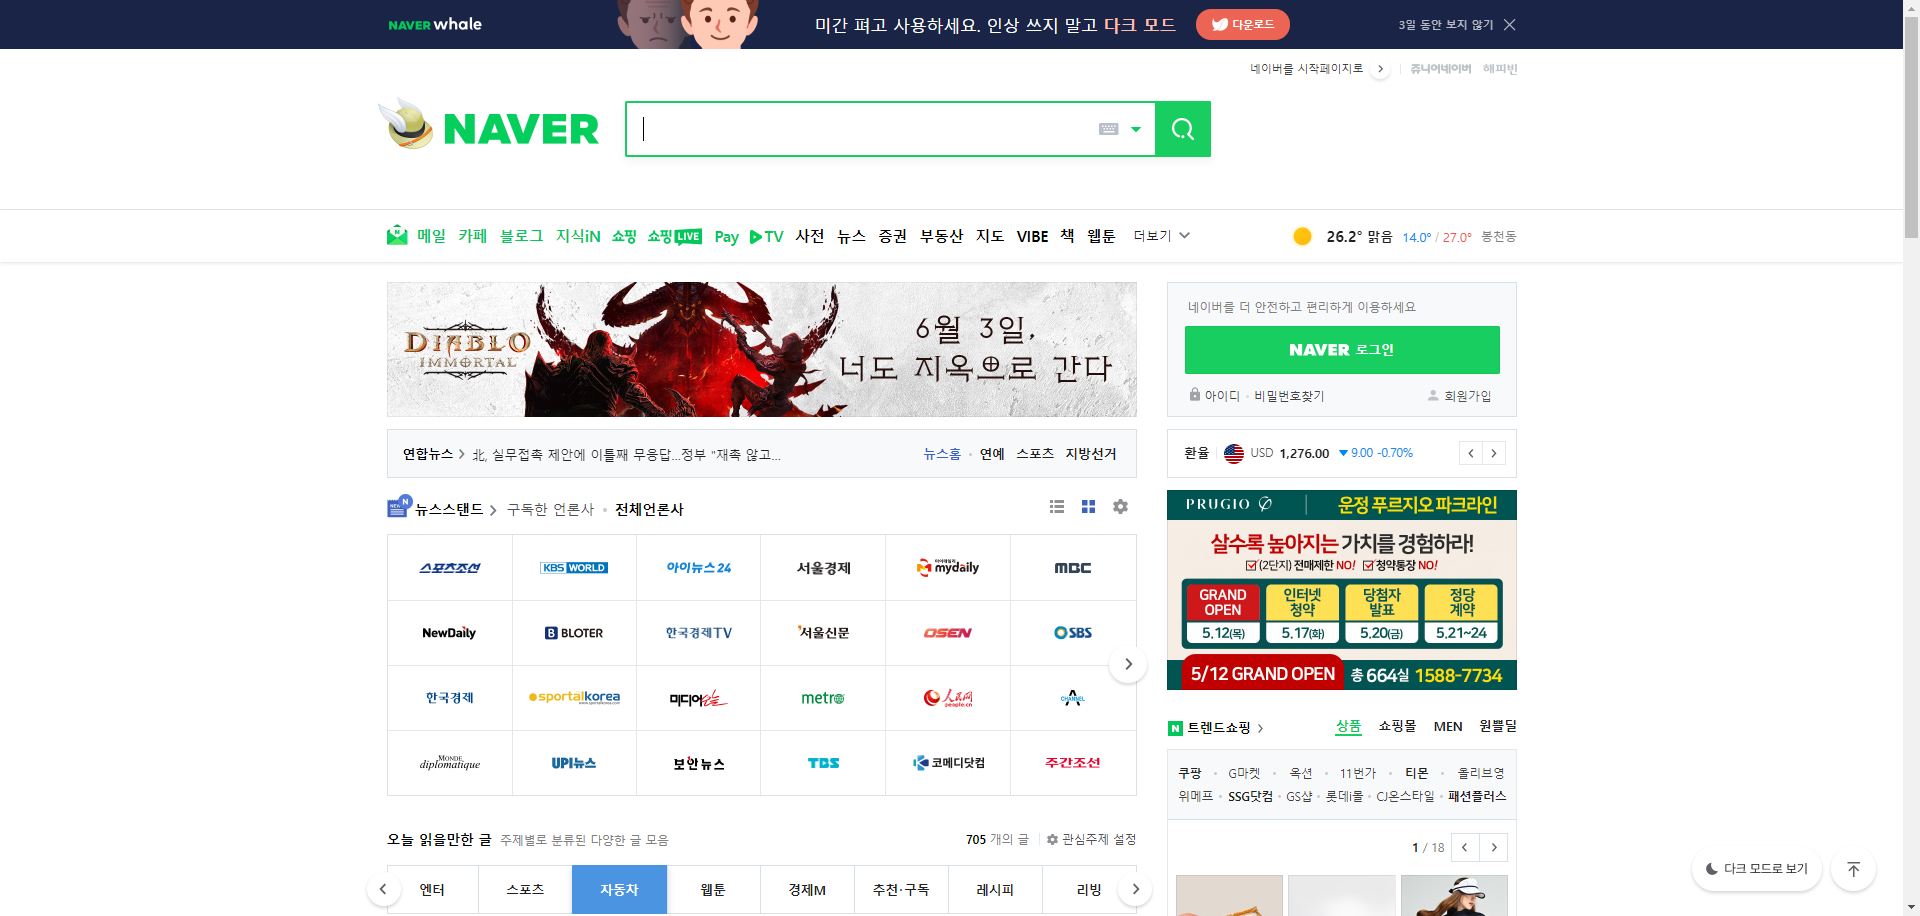 NAVER whale
미간 펴고 사용하세요. 인상 쓰지 말고 다크 모드
다운로드
3일 동안 보지 않기
네이버를 시작페이지로
쥬니어네이버 해피빈
NAVER
메일 카페 블로그 지식iN 쇼핑 쇼핑LIVE Pay TV 사전 뉴스 증권 부동산 지도 VIBE 책 웹툰 더보기
26.2° 맑음 14.0° / 27.0° 봉천동
DIABLO
IMMORTAL
6월 3일,
너도 지옥으로 간다
네이버를 더 안전하고 편리하게 이용하세요
NAVER 로그인
아이디 · 비밀번호찾기 회원가입
연합뉴스 > 北, 실무접촉 제안에 이틀째 무응답...정부 "재촉 않고...
뉴스홈 · 연예 스포츠 지방선거
환율 USD 1,276.00 ▼ 9.00 -0.70%
뉴스스탠드 > 구독한 언론사 · 전체언론사
스포츠조선 KBS WORLD 아이뉴스24 서울경제 마이데일리 mydaily MBC
NewDaily BLOTER 한국경제TV 서울신문 OSEN SBS
한국경제 sportalkorea www.sportalkorea.com 미디어오늘 metro 人民网 people.cn CHANNEL A
LE MONDE diplomatique UPI뉴스 보안뉴스 TBS 코메디닷컴 주간조선
PRUGIO | 운정 푸르지오 파크라인
살수록 높아지는 가치를 경험하라!
(2단지) 전매제한 NO! 청약통장 NO!
GRAND OPEN 5.12(목)
인터넷 청약 5.17(화)
당첨자 발표 5.20(금)
정당 계약 5.21~24
5/12 GRAND OPEN 총 664실 1588-7734
트렌드쇼핑 > 상품 쇼핑몰 MEN 원쁠딜
쿠팡 · G마켓 · 옥션 · 11번가 · 티몬 · 올리브영
위메프 · SSG닷컴 · GS샵 · 롯데i몰 · CJ온스타일 · 패션플러스
1 / 18
오늘 읽을만한 글 주제별로 분류된 다양한 글 모음
705 개의 글 관심주제 설정
엔터 스포츠 자동차 웹툰 경제M 추천·구독 레시피 리빙
다크 모드로 보기